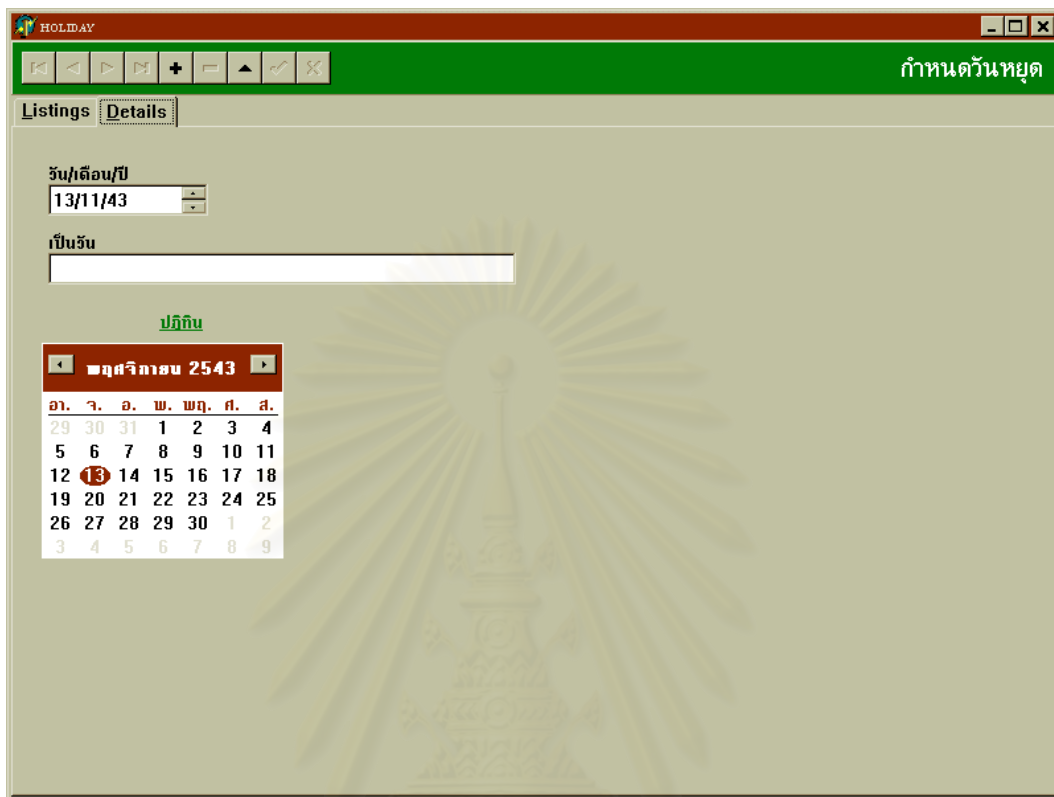 HOLIDAY
กำหนดวันหยุด
Listings Details
วัน/เดือน/ปี
13/11/43
เป็นวัน
ปฏิทิน
พฤศจิกายน 2543
อา. จ. อ. พ. พฤ. ศ. ส.
29 30 31 1 2 3 4
5 6 7 8 9 10 11
12 13 14 15 16 17 18
19 20 21 22 23 24 25
26 27 28 29 30 1 2
3 4 5 6 7 8 9